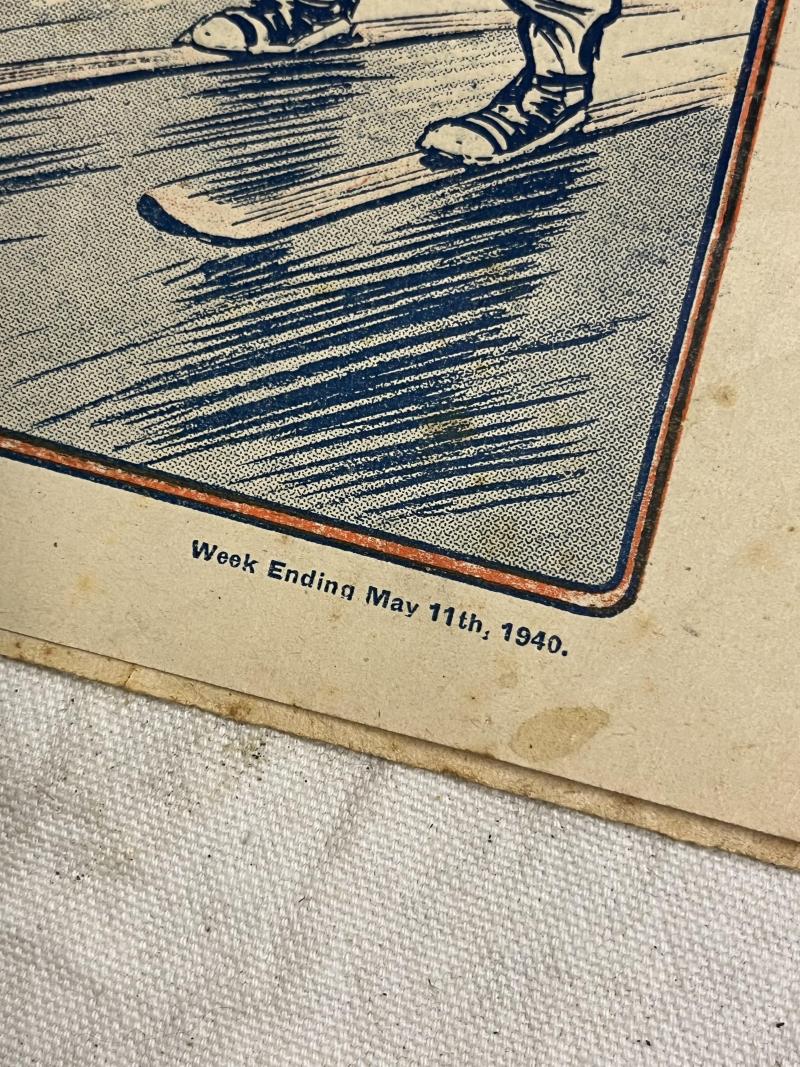 Week Ending May 11th, 1940.